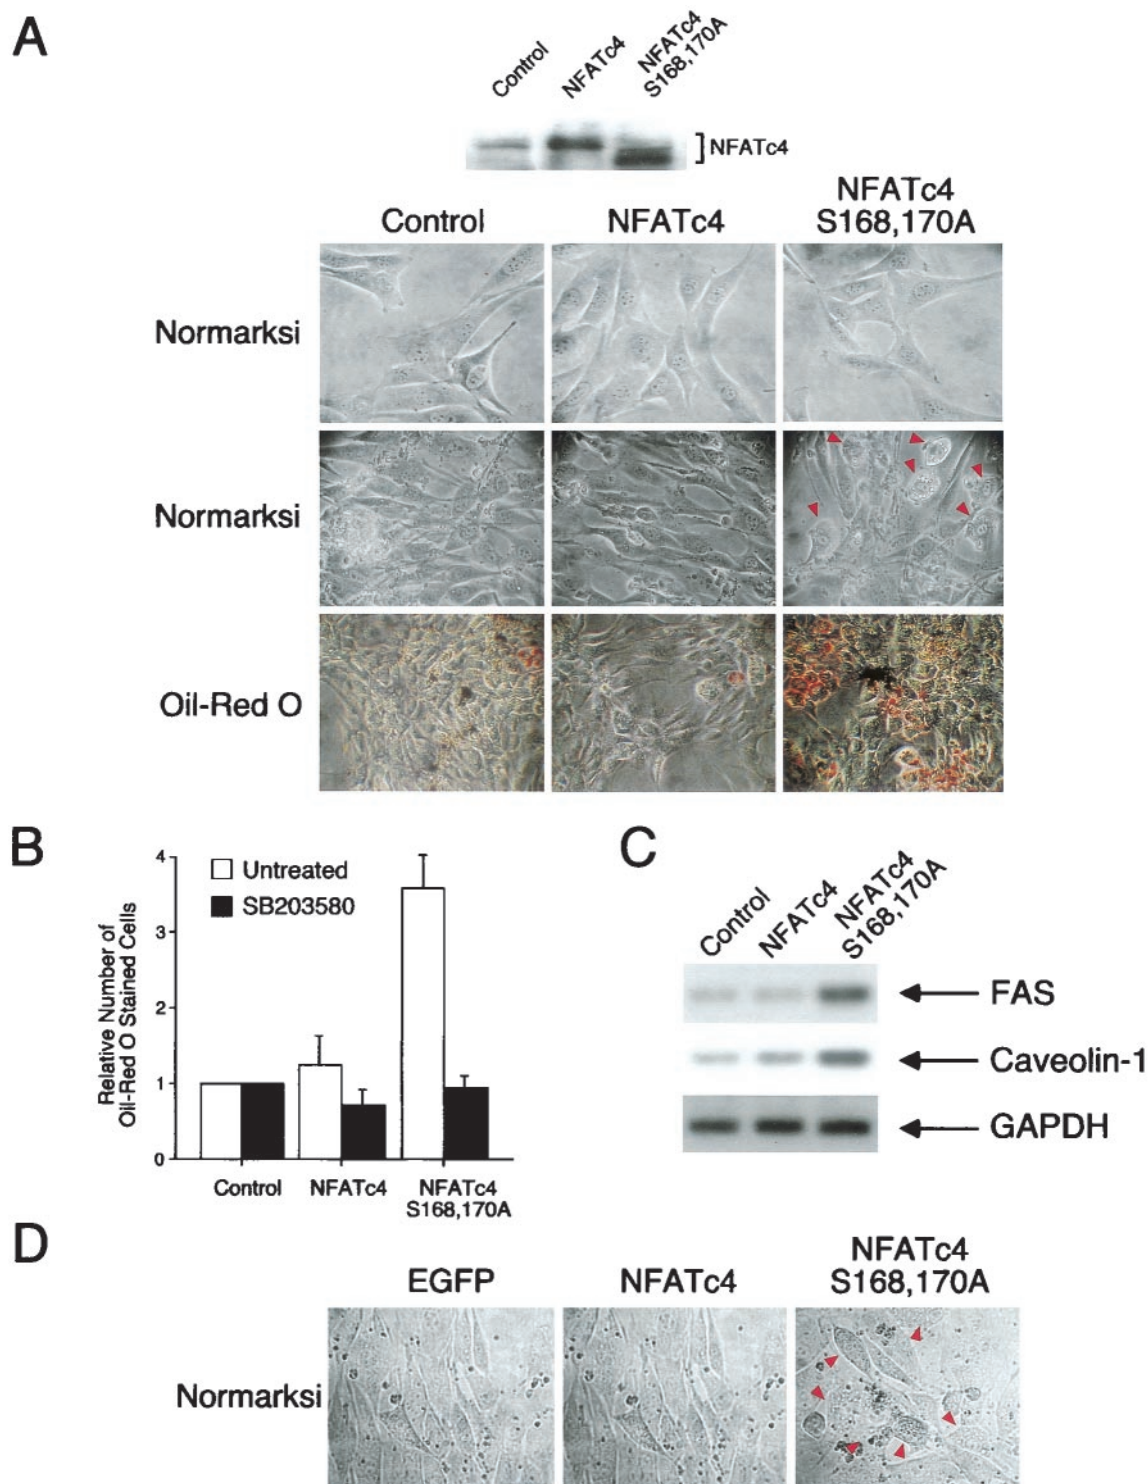 A
Control
NFATc4
NFATc4
S168,170A
NFATc4
Control
NFATc4
NFATc4
S168,170A
Normarksi
Normarksi
Oil-Red O
B
4
3
2
1
0
Relative Number of
Oil-Red O Stained Cells
Untreated
SB203580
Control
NFATc4
NFATc4
S168,170A
C
Control
NFATc4
NFATc4
S168,170A
FAS
Caveolin-1
GAPDH
D
EGFP
NFATc4
NFATc4
S168,170A
Normarksi